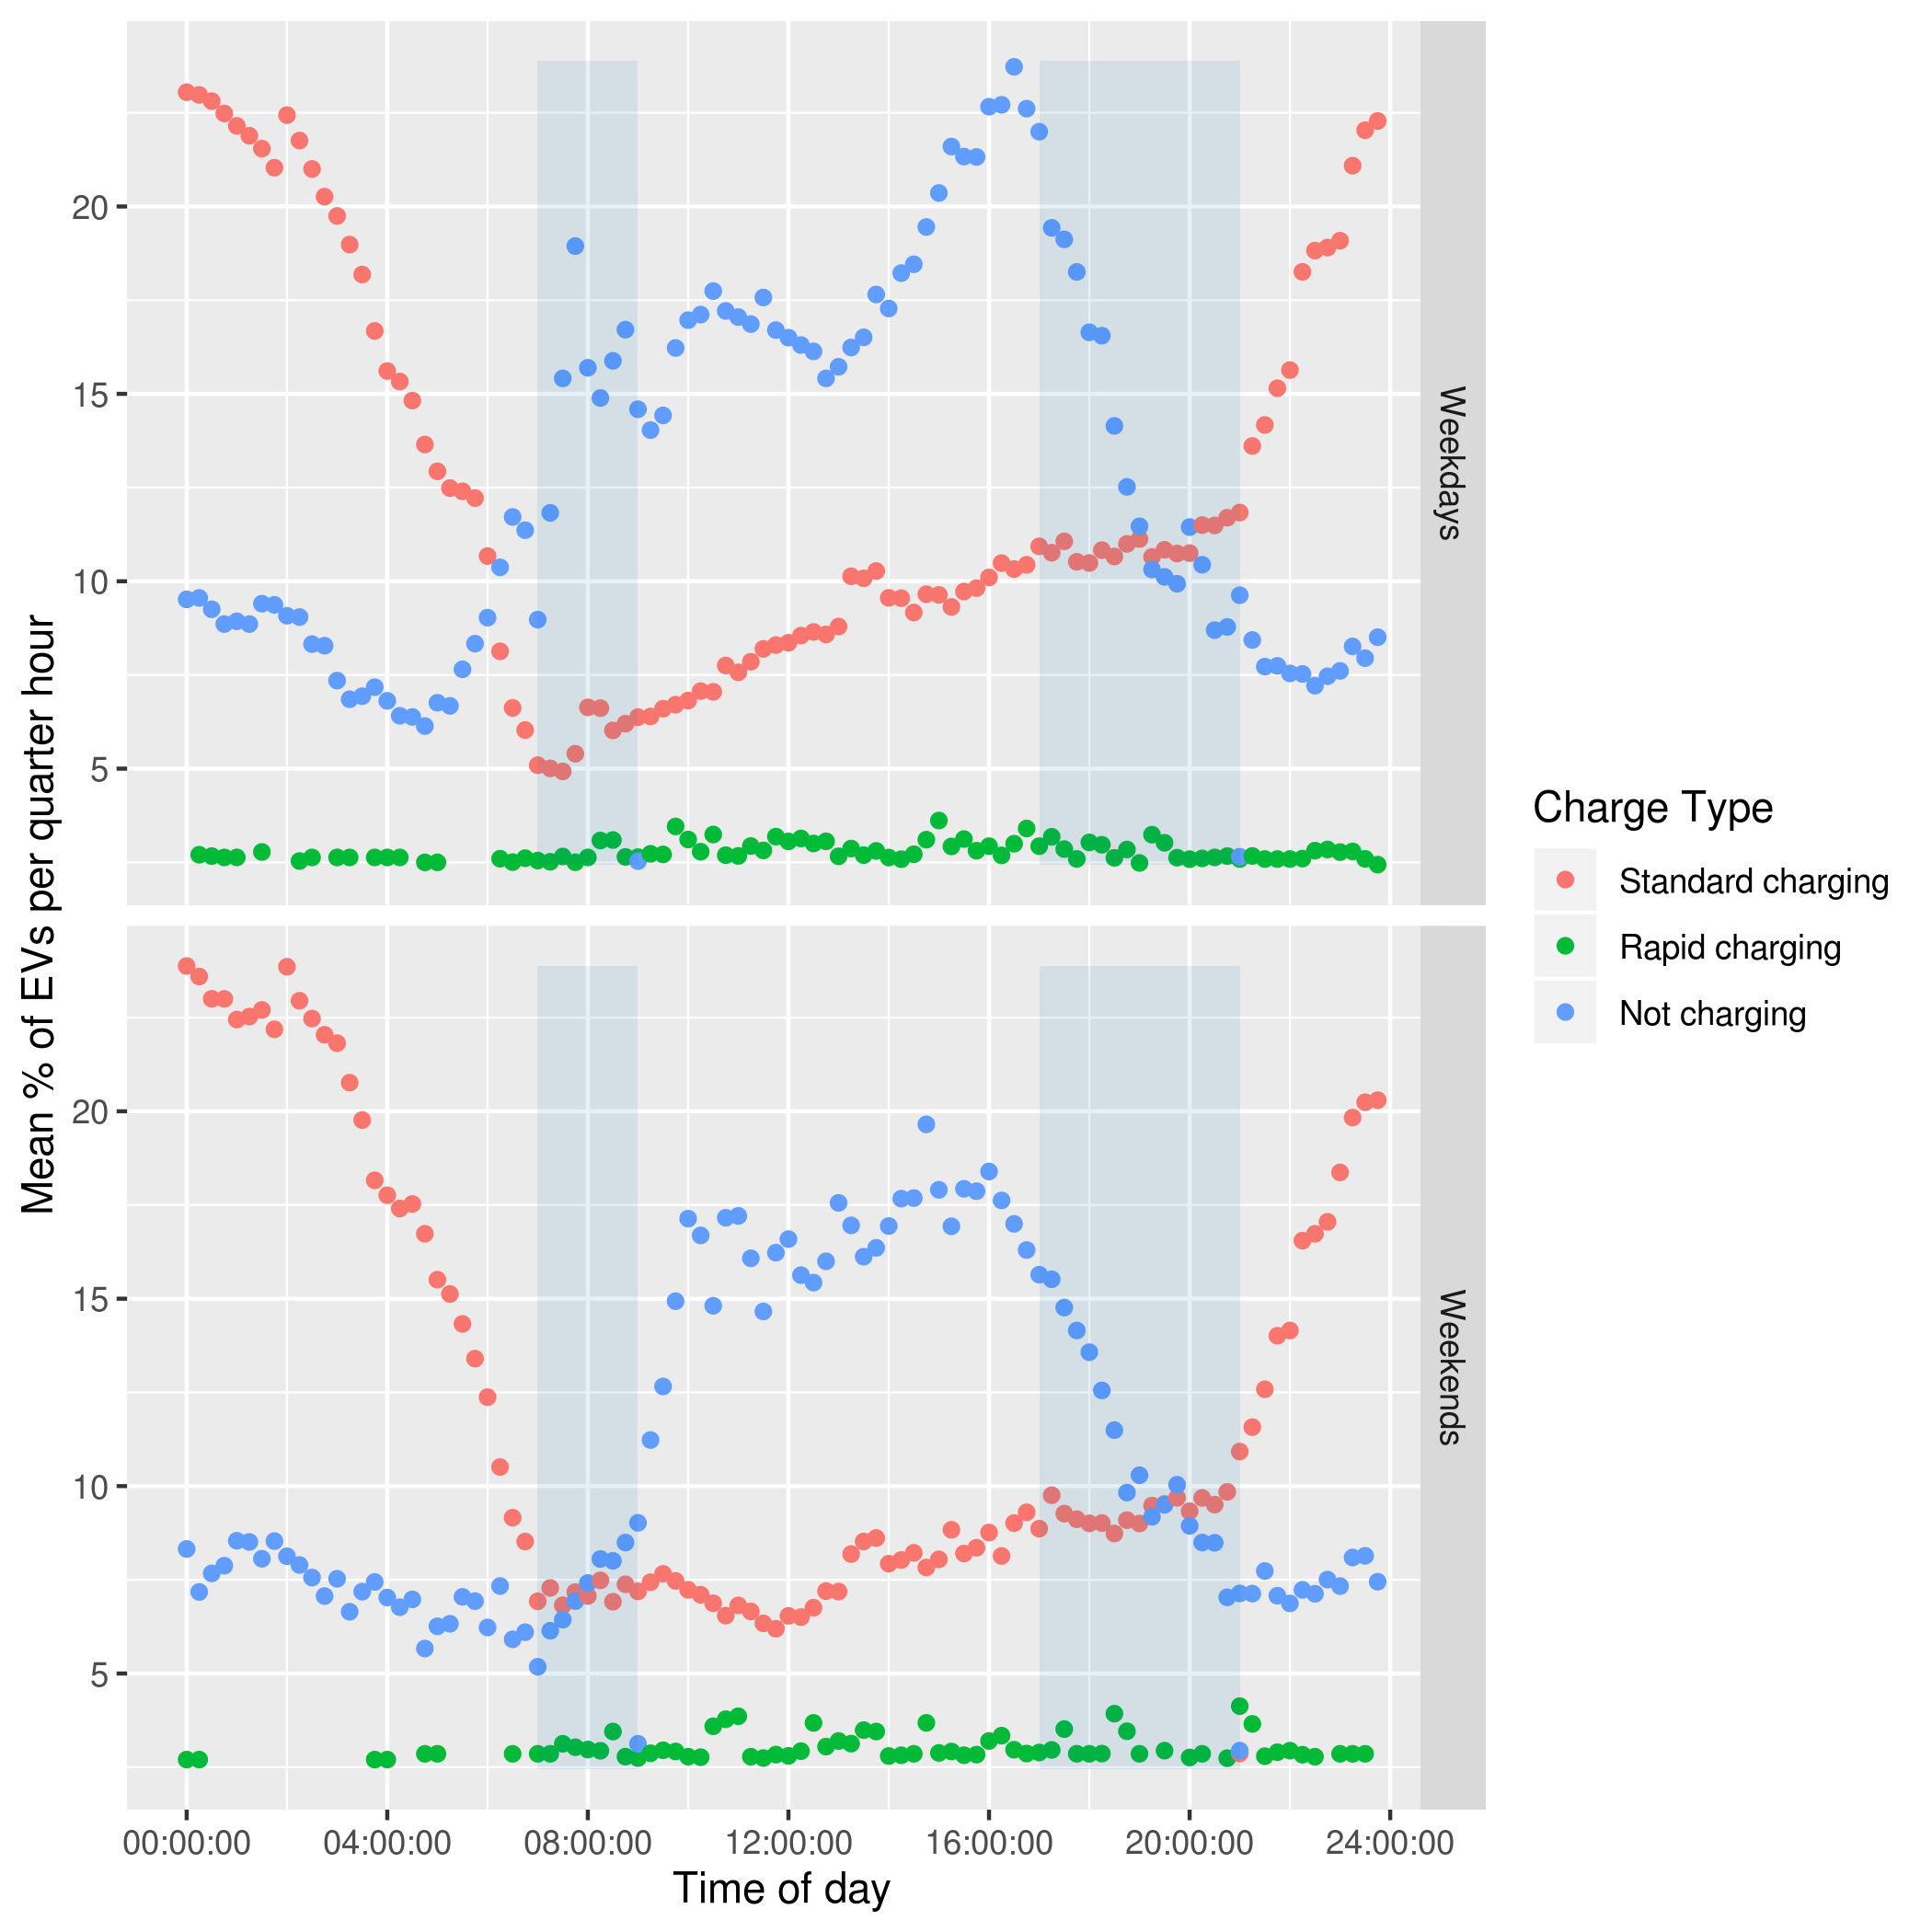 Mean % of EVs per quarter hour
20
15
10
5
Weekdays
20
15
10
5
Weekends
00:00:00 04:00:00 08:00:00 12:00:00 16:00:00 20:00:00 24:00:00
Time of day
Charge Type
Standard charging
Rapid charging
Not charging